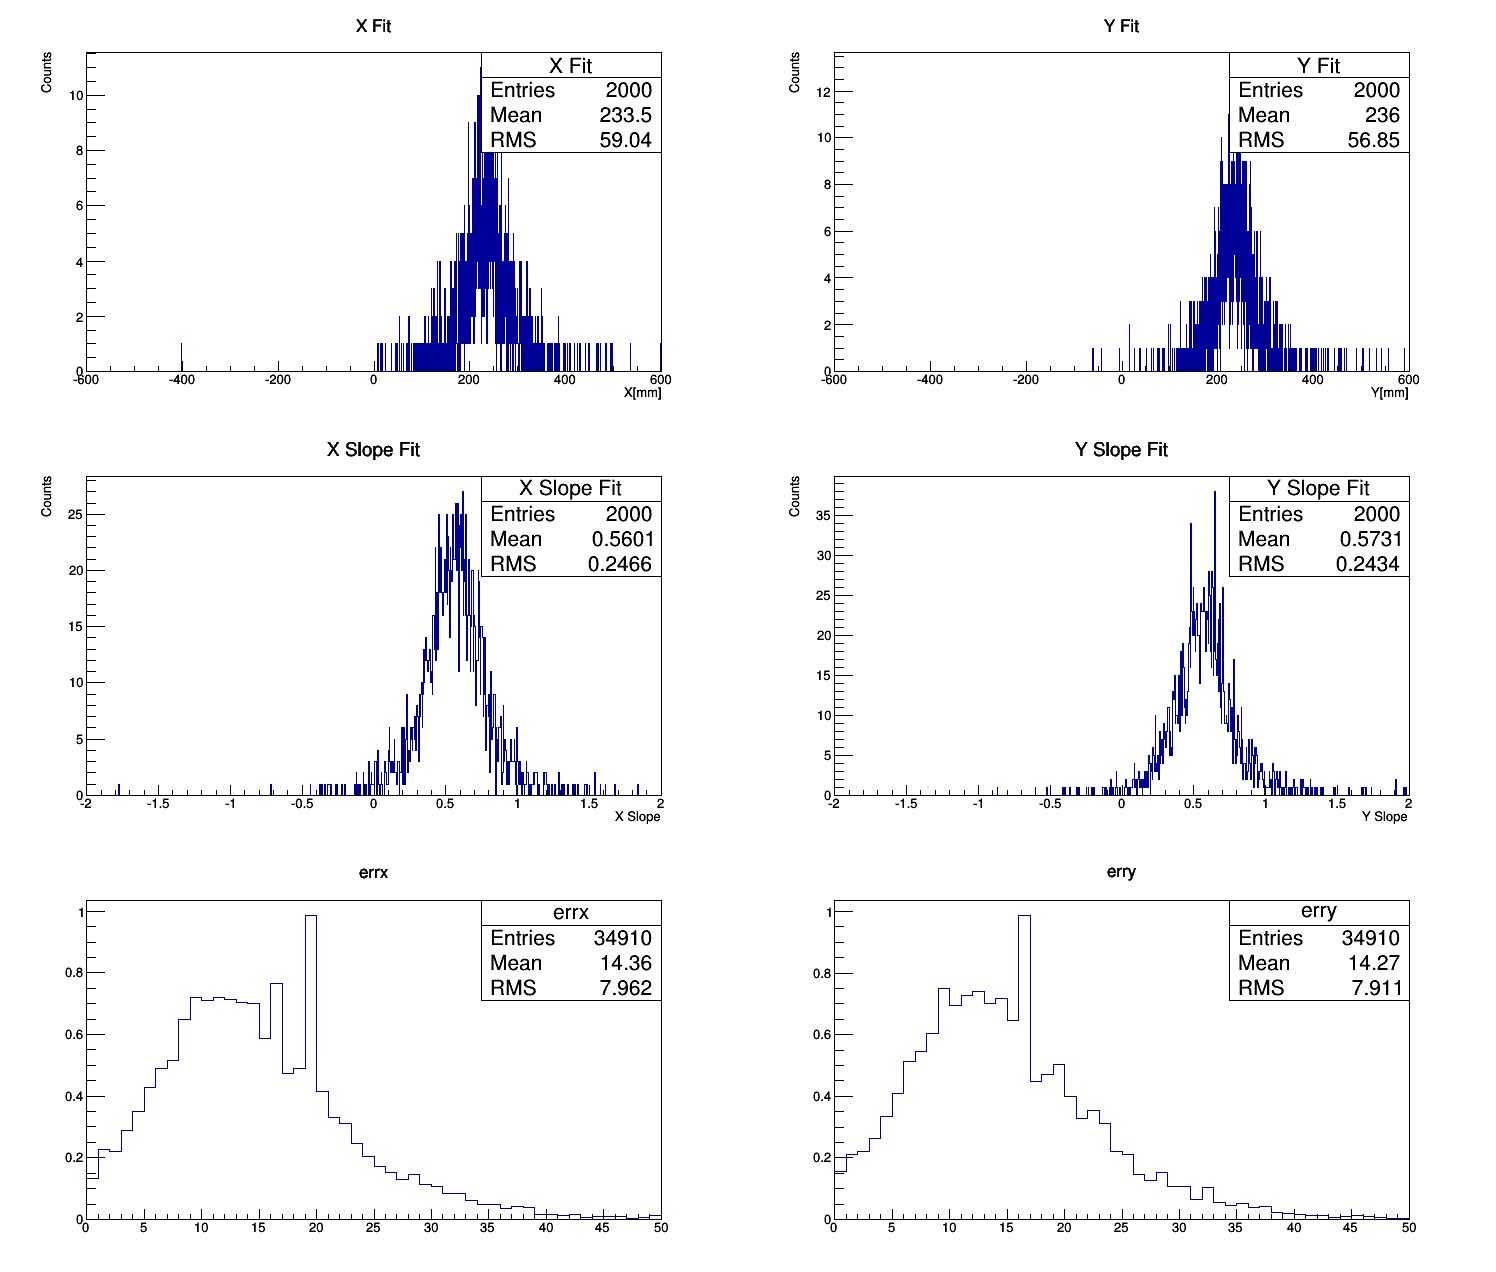 X Fit
Counts
X Fit
Entries 2000
Mean 233.5
RMS 59.04
10
8
6
4
2
0
-600 -400 -200 0 200 400 600
X[mm]
Y Fit
Counts
Y Fit
Entries 2000
Mean 236
RMS 56.85
12
10
8
6
4
2
0
-600 -400 -200 0 200 400 600
Y[mm]
X Slope Fit
Counts
X Slope Fit
Entries 2000
Mean 0.5601
RMS 0.2466
25
20
15
10
5
0
-2 -1.5 -1 -0.5 0 0.5 1 1.5 2
X Slope
Y Slope Fit
Counts
Y Slope Fit
Entries 2000
Mean 0.5731
RMS 0.2434
35
30
25
20
15
10
5
0
-2 -1.5 -1 -0.5 0 0.5 1 1.5 2
Y Slope
errx
errx
Entries 34910
Mean 14.36
RMS 7.962
1
0.8
0.6
0.4
0.2
0
0 5 10 15 20 25 30 35 40 45 50
erry
erry
Entries 34910
Mean 14.27
RMS 7.911
1
0.8
0.6
0.4
0.2
0
0 5 10 15 20 25 30 35 40 45 50